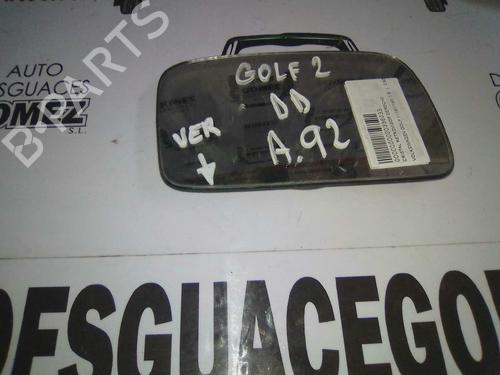 AUTO
DESGUACES
GOMEZ
S.L.
B-PARTS
GOLF 2
DD
A.92
VER
DESGUACEGO